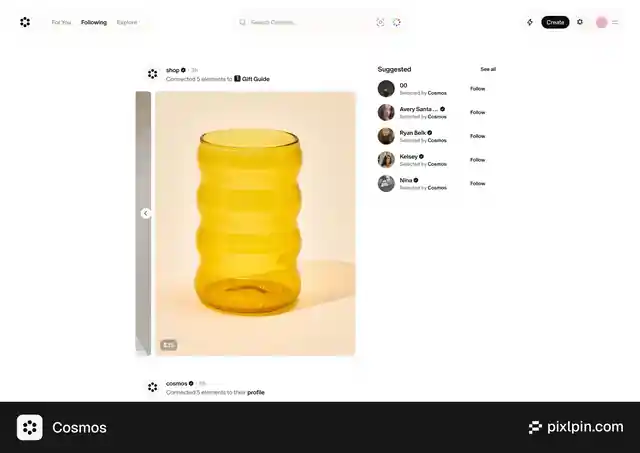 For You Following Explore
Search Cosmos...
Create
shop · 3h
Connected 5 elements to Gift Guide
$35
Suggested See all
00
Selected by Cosmos
Follow
Avery Santa ...
Selected by Cosmos
Follow
Ryan Belk
Selected by Cosmos
Follow
Kelsey
Selected by Cosmos
Follow
Nina
Selected by Cosmos
Follow
cosmos
Connected 5 elements to their profile
Cosmos
pixlpin.com